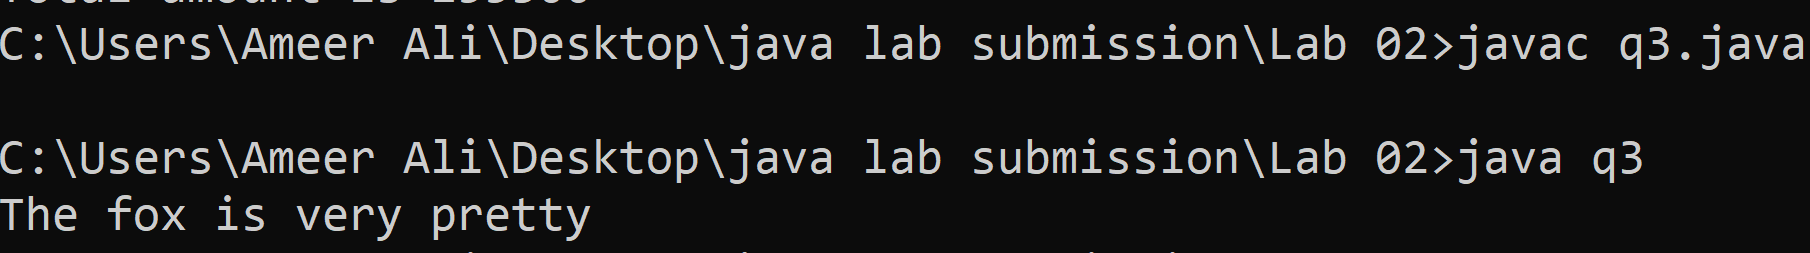 C:\Users\Ameer Ali\Desktop\java lab submission\Lab 02>javac q3.java
C:\Users\Ameer Ali\Desktop\java lab submission\Lab 02>java q3
The fox is very pretty